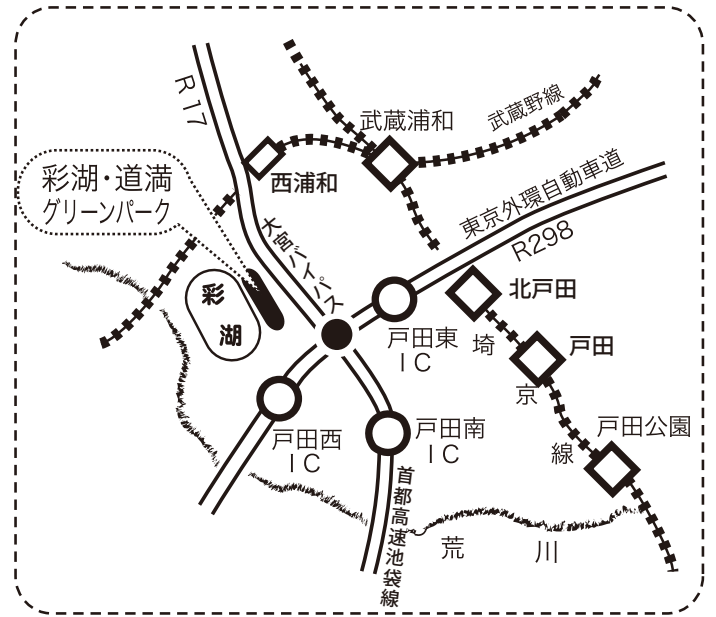 R17
武蔵浦和
武蔵野線
西浦和
彩湖・道満
グリーンパーク
大宮バイパス
東京外環自動車道
R298
彩湖
北戸田
戸田東
IC
埼京線
戸田
戸田西
IC
戸田南
IC
戸田公園
首都高速池袋線
荒川